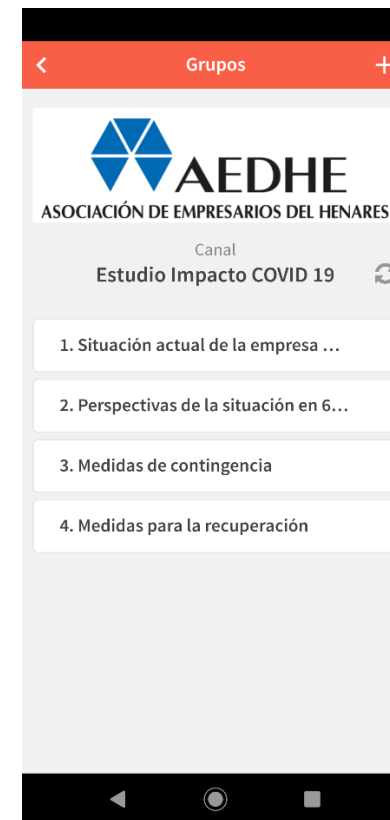 Grupos
AEDHE
ASOCIACIÓN DE EMPRESARIOS DEL HENARES
Canal
Estudio Impacto COVID 19
1. Situación actual de la empresa ...
2. Perspectivas de la situación en 6...
3. Medidas de contingencia
4. Medidas para la recuperación